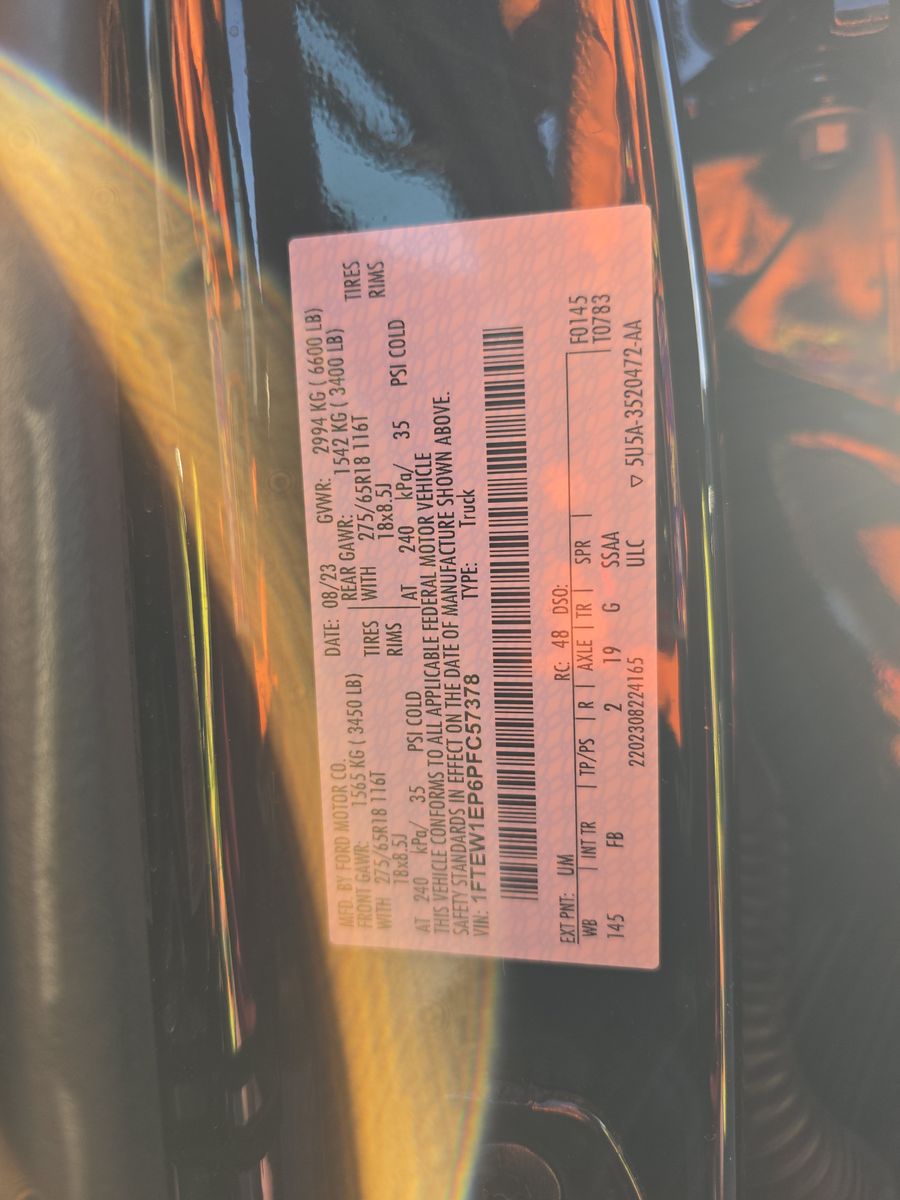 MFD. BY FORD MOTOR CO.
DATE: 08/23 GVWR: 2994 KG ( 6600 LB)
FRONT GAWR: 1565 KG ( 3450 LB) REAR GAWR: 1542 KG ( 3400 LB)
WITH 275/65R18 116T TIRES WITH 275/65R18 116T TIRES
18x8.5J RIMS 18x8.5J RIMS
AT 240 kPa/ 35 PSI COLD AT 240 kPa/ 35 PSI COLD
THIS VEHICLE CONFORMS TO ALL APPLICABLE FEDERAL MOTOR VEHICLE
SAFETY STANDARDS IN EFFECT ON THE DATE OF MANUFACTURE SHOWN ABOVE.
VIN: 1FTEW1EP6PFC57378 TYPE: Truck
EXT PNT: UM RC: 48 DSO: F0145
WB INT TR TP/PS R AXLE TR SPR T0783
145 FB 2 19 G SSAA
2202308224165 ULC ▽ 5U5A-3520472-AA